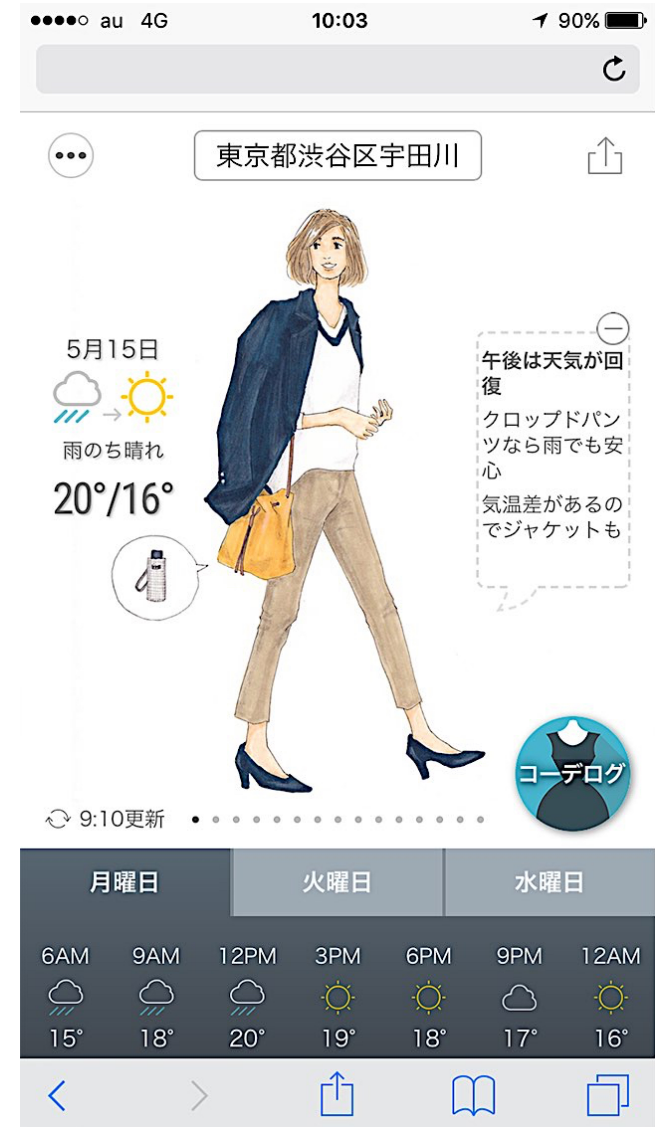 au 4G 10:03 90%
東京都渋谷区宇田川
5月15日
雨のち晴れ
20°/16°
午後は天気が回
復
クロップドパン
ツなら雨でも安
心
気温差があるの
でジャケットも
コーデログ
9:10更新
月曜日 火曜日 水曜日
6AM 9AM 12PM 3PM 6PM 9PM 12AM
15° 18° 20° 19° 18° 17° 16°